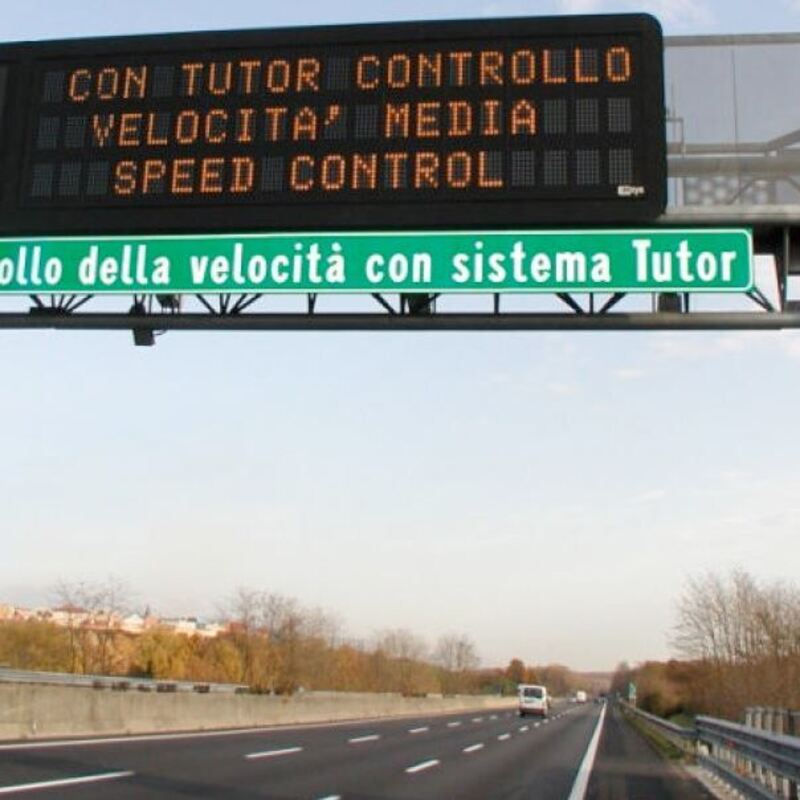 CON TUTOR CONTROLLO
VELOCITA' MEDIA
SPEED CONTROL
ollo della velocità con sistema Tutor